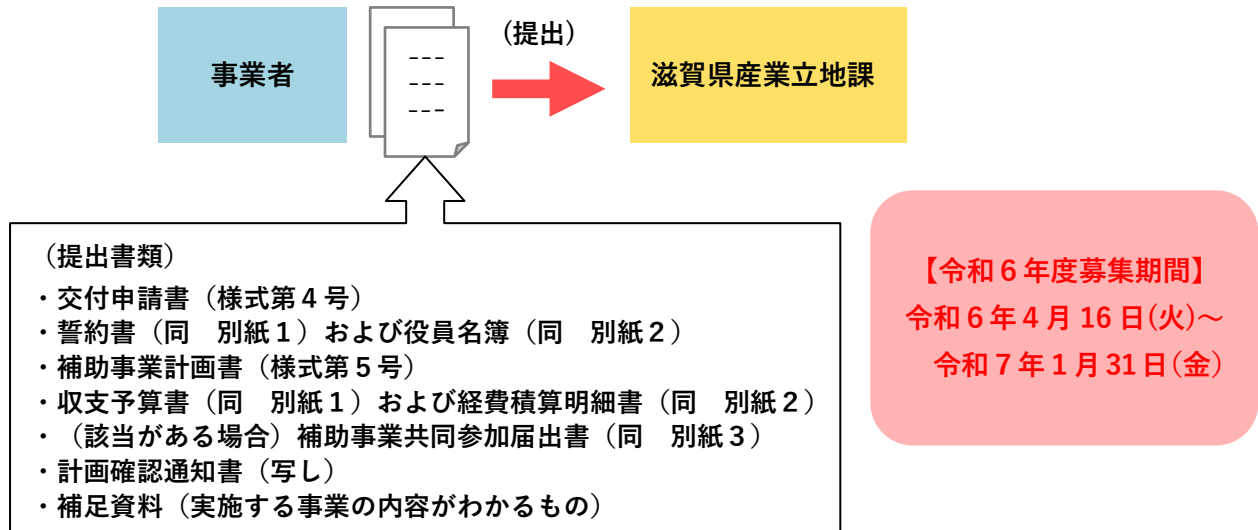 事業者
(提出)
滋賀県産業立地課
（提出書類）
・交付申請書（様式第４号）
・誓約書（同　別紙１）および役員名簿（同　別紙２）
・補助事業計画書（様式第５号）
・収支予算書（同　別紙１）および経費積算明細書（同　別紙２）
・（該当がある場合）補助事業共同参加届出書（同　別紙３）
・計画確認通知書（写し）
・補足資料（実施する事業の内容がわかるもの）
【令和６年度募集期間】
令和６年４月 16 日(火)～
令和７年１月 31 日(金)